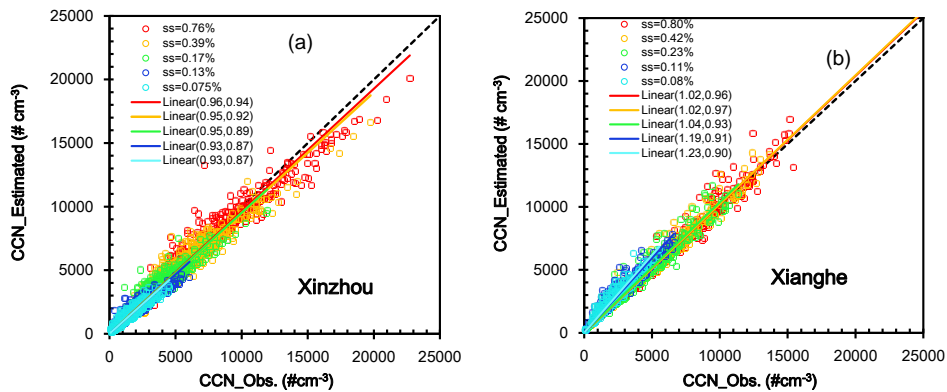 25000
20000
15000
10000
5000
0
CCN_Estimated (# cm-3)
ss=0.76%
ss=0.39%
ss=0.17%
ss=0.13%
ss=0.075%
Linear(0.96,0.94)
Linear(0.95,0.92)
Linear(0.95,0.89)
Linear(0.93,0.87)
Linear(0.93,0.87)
(a)
Xinzhou
0 5000 10000 15000 20000 25000
CCN_Obs. (#cm-3)
25000
20000
15000
10000
5000
0
CCN_Estimated (# cm-3)
ss=0.80%
ss=0.42%
ss=0.23%
ss=0.11%
ss=0.08%
Linear(1.02,0.96)
Linear(1.02,0.97)
Linear(1.04,0.93)
Linear(1.19,0.91)
Linear(1.23,0.90)
(b)
Xianghe
0 5000 10000 15000 20000 25000
CCN_Obs. (#cm-3)